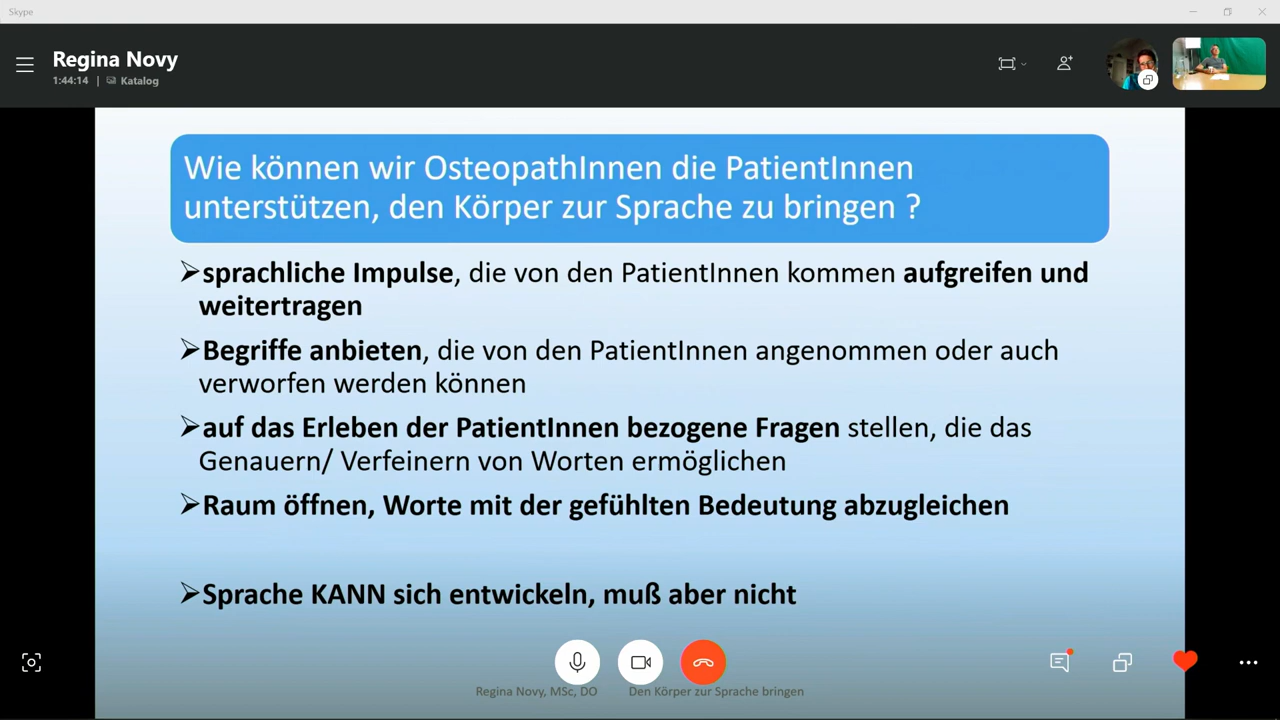 Skype
Regina Novy
1:44:14 | Katalog
Wie können wir OsteopathInnen die PatientInnen
unterstützen, den Körper zur Sprache zu bringen ?
➢sprachliche Impulse, die von den PatientInnen kommen aufgreifen und
weitertragen
➢Begriffe anbieten, die von den PatientInnen angenommen oder auch
verworfen werden können
➢auf das Erleben der PatientInnen bezogene Fragen stellen, die das
Genauern/ Verfeinern von Worten ermöglichen
➢Raum öffnen, Worte mit der gefühlten Bedeutung abzugleichen
➢Sprache KANN sich entwickeln, muß aber nicht
Regina Novy, MSc, DO Den Körper zur Sprache bringen